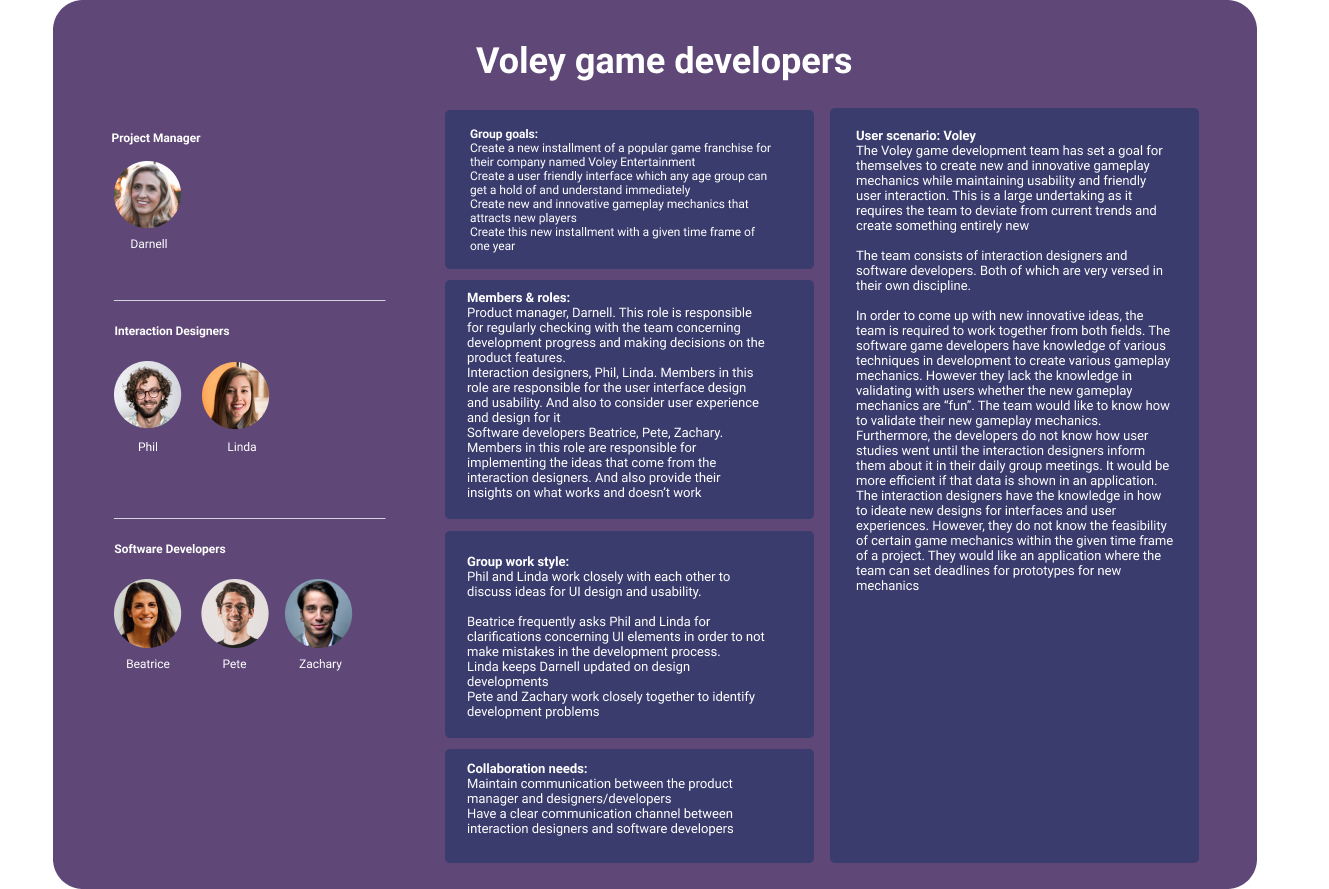 Voley game developers
Project Manager
Darnell
Interaction Designers
Phil
Linda
Software Developers
Beatrice
Pete
Zachary
Group goals:
Create a new installment of a popular game franchise for
their company named Voley Entertainment
Create a user friendly interface which any age group can
get a hold of and understand immediately
Create new and innovative gameplay mechanics that
attracts new players
Create this new installment with a given time frame of
one year
Members & roles:
Product manager, Darnell. This role is responsible
for regularly checking with the team concerning
development progress and making decisions on the
product features.
Interaction designers, Phil, Linda. Members in this
role are responsible for the user interface design
and usability. And also to consider user experience
and design for it
Software developers Beatrice, Pete, Zachary.
Members in this role are responsible for
implementing the ideas that come from the
interaction designers. And also provide their
insights on what works and doesn’t work
Group work style:
Phil and Linda work closely with each other to
discuss ideas for UI design and usability.
Beatrice frequently asks Phil and Linda for
clarifications concerning UI elements in order to not
make mistakes in the development process.
Linda keeps Darnell updated on design
developments
Pete and Zachary work closely together to identify
development problems
Collaboration needs:
Maintain communication between the product
manager and designers/developers
Have a clear communication channel between
interaction designers and software developers
User scenario: Voley
The Voley game development team has set a goal for
themselves to create new and innovative gameplay
mechanics while maintaining usability and friendly
user interaction. This is a large undertaking as it
requires the team to deviate from current trends and
create something entirely new
The team consists of interaction designers and
software developers. Both of which are very versed in
their own discipline.
In order to come up with new innovative ideas, the
team is required to work together from both fields. The
software game developers have knowledge of various
techniques in development to create various gameplay
mechanics. However they lack the knowledge in
validating with users whether the new gameplay
mechanics are “fun”. The team would like to know how
to validate their new gameplay mechanics.
Furthermore, the developers do not know how user
studies went until the interaction designers inform
them about it in their daily group meetings. It would be
more efficient if that data is shown in an application.
The interaction designers have the knowledge in how
to ideate new designs for interfaces and user
experiences. However, they do not know the feasibility
of certain game mechanics within the given time frame
of a project. They would like an application where the
team can set deadlines for prototypes for new
mechanics